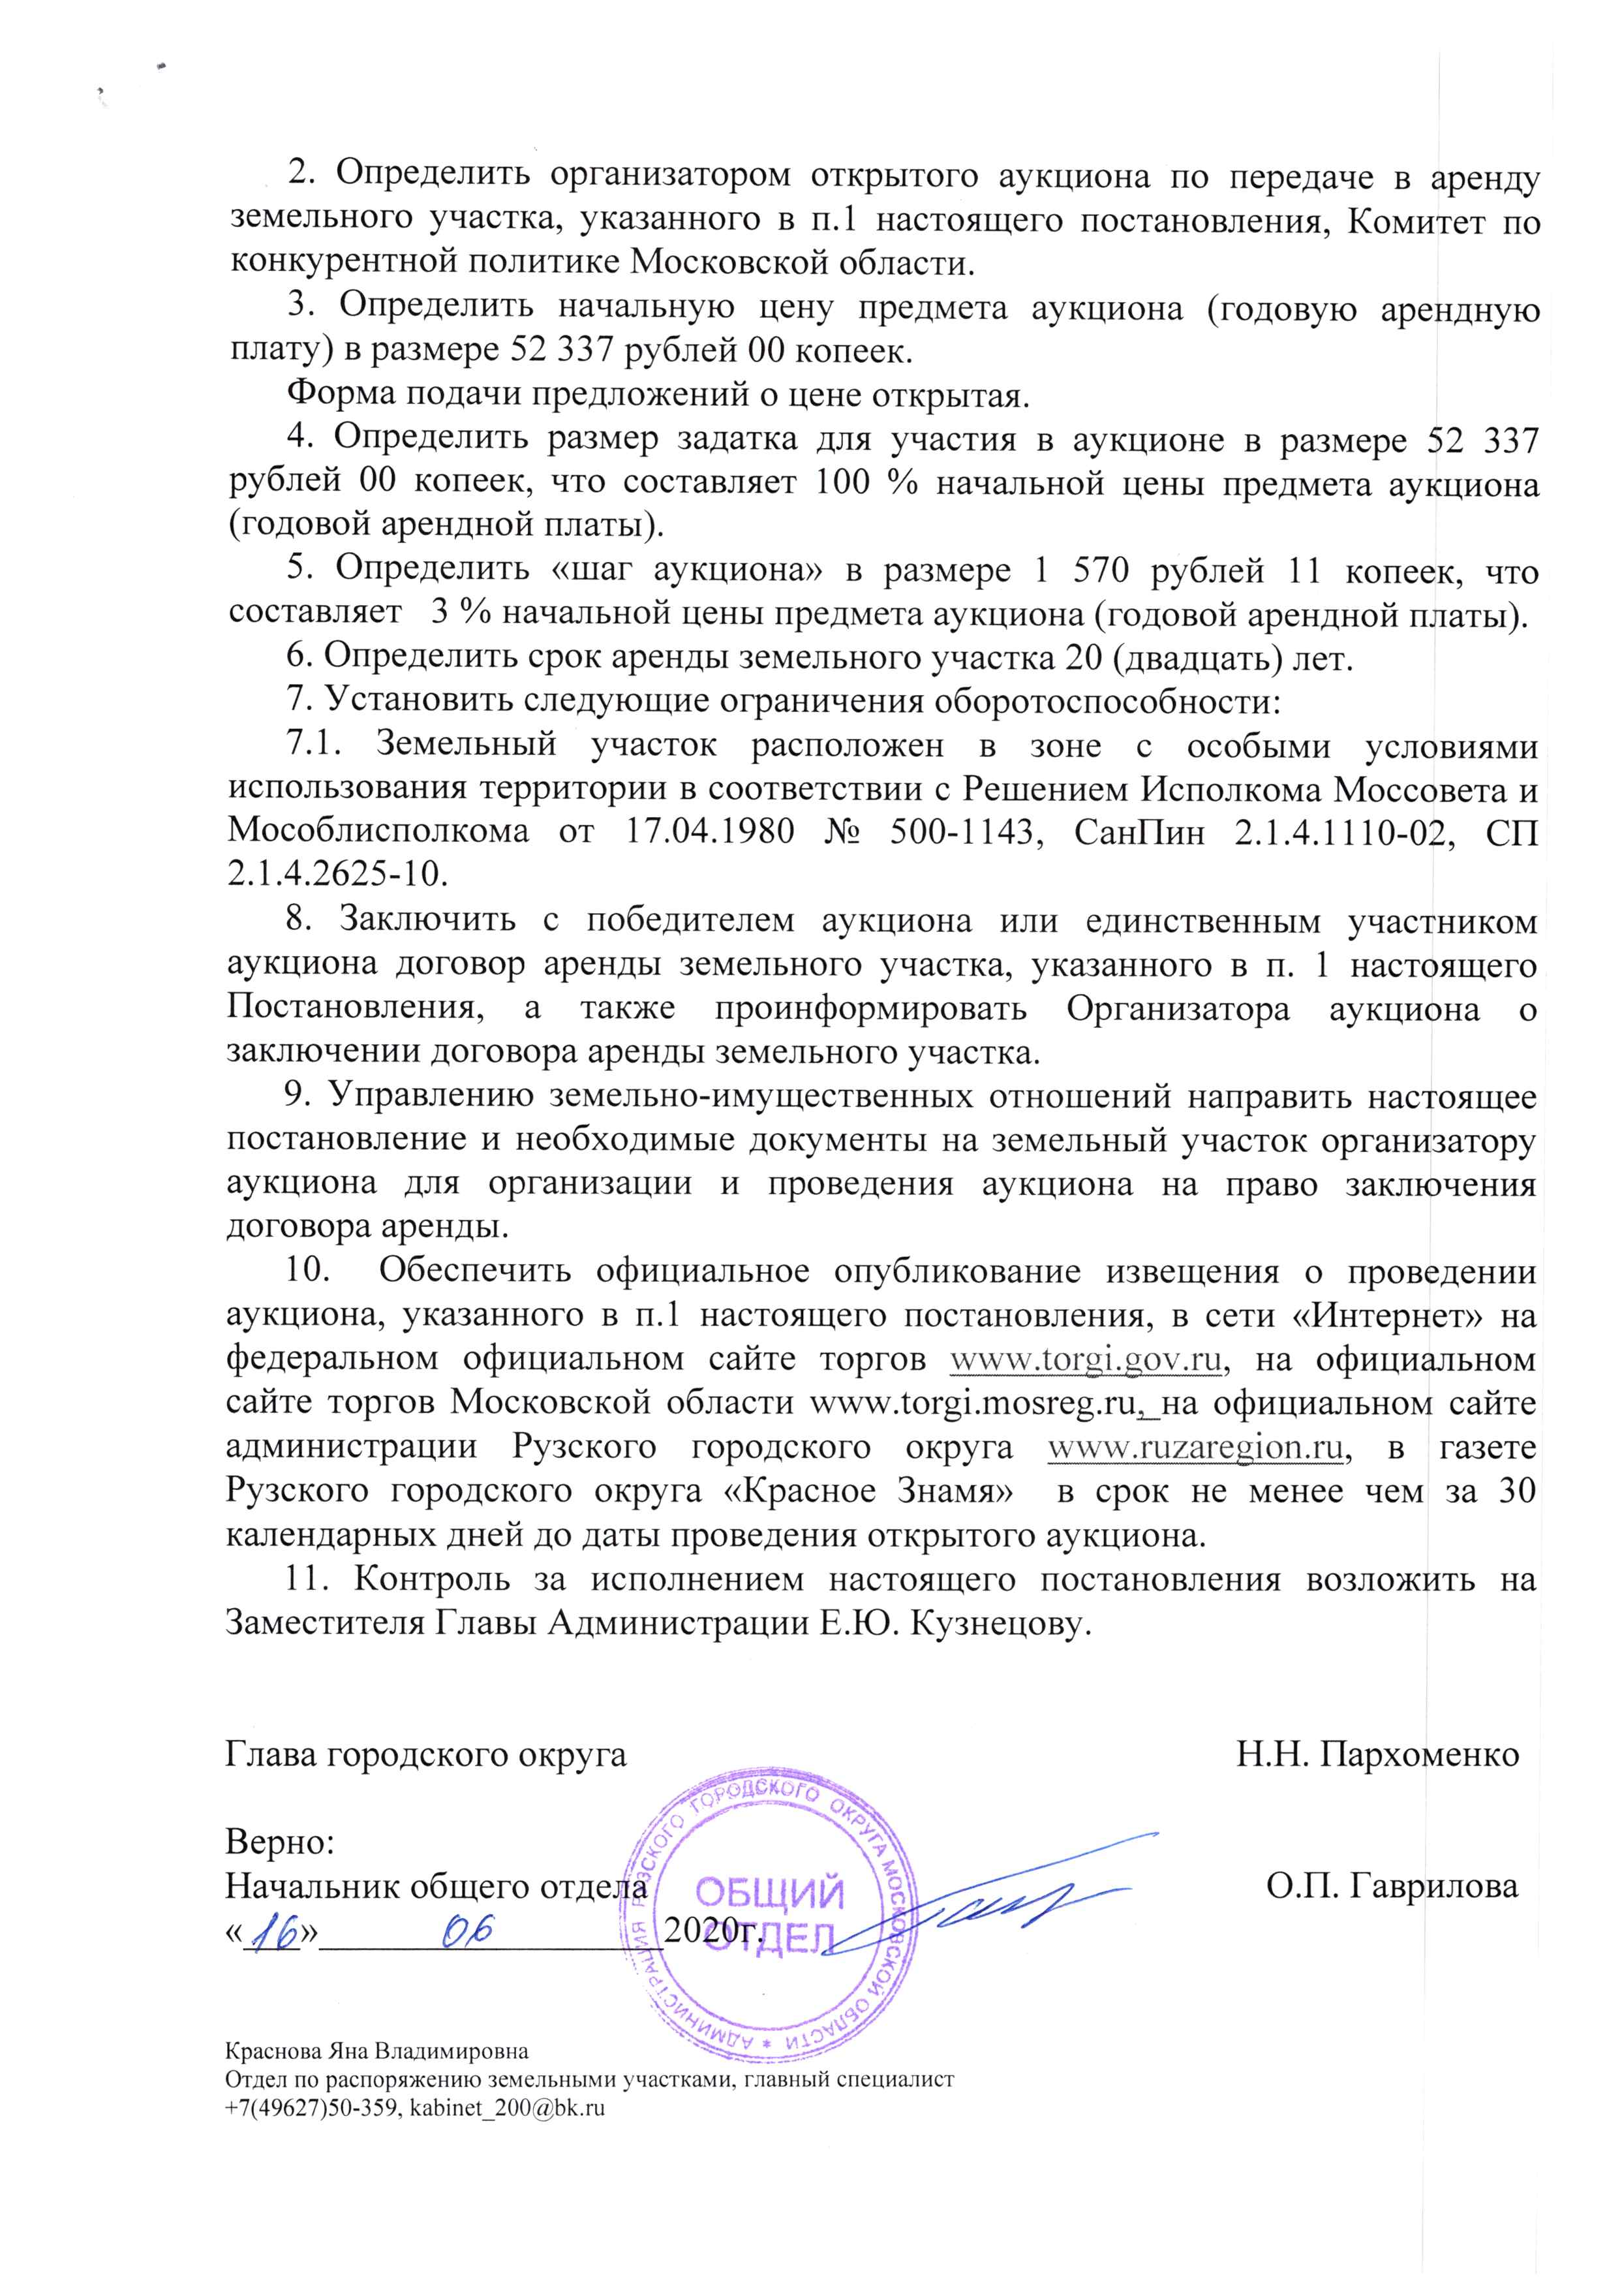 2. Определить организатором открытого аукциона по передаче в аренду
земельного участка, указанного в п.1 настоящего постановления, Комитет по
конкурентной политике Московской области.
3. Определить начальную цену предмета аукциона (годовую арендную
плату) в размере 52 337 рублей 00 копеек.
Форма подачи предложений о цене открытая.
4. Определить размер задатка для участия в аукционе в размере 52 337
рублей 00 копеек, что составляет 100 % начальной цены предмета аукциона
(годовой арендной платы).
5. Определить «шаг аукциона» в размере 1 570 рублей 11 копеек, что
составляет 3 % начальной цены предмета аукциона (годовой арендной платы).
6. Определить срок аренды земельного участка 20 (двадцать) лет.
7. Установить следующие ограничения оборотоспособности:
7.1. Земельный участок расположен в зоне с особыми условиями
использования территории в соответствии с Решением Исполкома Моссовета и
Мособлисполкома от 17.04.1980 № 500-1143, СанПин 2.1.4.1110-02, СП
2.1.4.2625-10.
8. Заключить с победителем аукциона или единственным участником
аукциона договор аренды земельного участка, указанного в п. 1 настоящего
Постановления, а также проинформировать Организатора аукциона о
заключении договора аренды земельного участка.
9. Управлению земельно-имущественных отношений направить настоящее
постановление и необходимые документы на земельный участок организатору
аукциона для организации и проведения аукциона на право заключения
договора аренды.
10. Обеспечить официальное опубликование извещения о проведении
аукциона, указанного в п.1 настоящего постановления, в сети «Интернет» на
федеральном официальном сайте торгов www.torgi.gov.ru, на официальном
сайте торгов Московской области www.torgi.mosreg.ru, на официальном сайте
администрации Рузского городского округа www.ruzaregion.ru, в газете
Рузского городского округа «Красное Знамя» в срок не менее чем за 30
календарных дней до даты проведения открытого аукциона.
11. Контроль за исполнением настоящего постановления возложить на
Заместителя Главы Администрации Е.Ю. Кузнецову.
Глава городского округа Н.Н. Пархоменко
Верно:
Начальник общего отдела О.П. Гаврилова
«16» 06 2020г.
АДМИНИСТРАЦИЯ РУЗСКОГО ГОРОДСКОГО ОКРУГА МОСКОВСКОЙ ОБЛАСТИ *
ОБЩИЙ
ОТДЕЛ
Краснова Яна Владимировна
Отдел по распоряжению земельными участками, главный специалист
+7(49627)50-359, kabinet_200@bk.ru